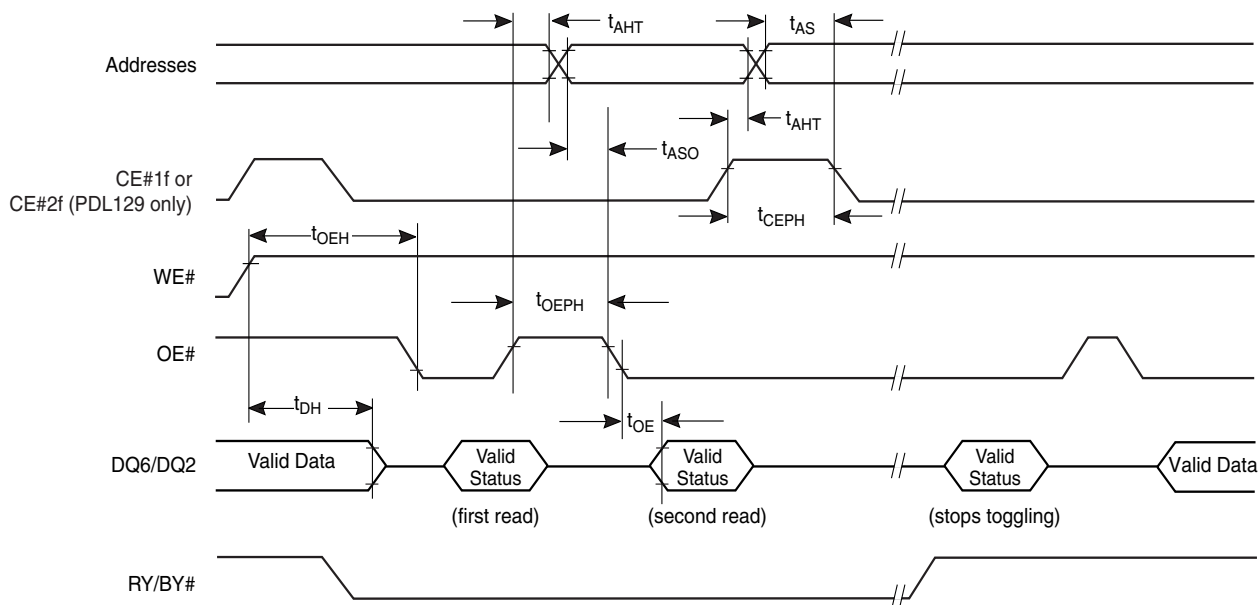 tAHT
tAS
Addresses
tAHT
tASO
CE#1f or
CE#2f (PDL129 only)
tCEPH
tOEH
WE#
tOEPH
OE#
tDH
tOE
DQ6/DQ2
Valid Data
Valid
Status
Valid
Status
Valid
Status
Valid Data
(first read)
(second read)
(stops toggling)
RY/BY#